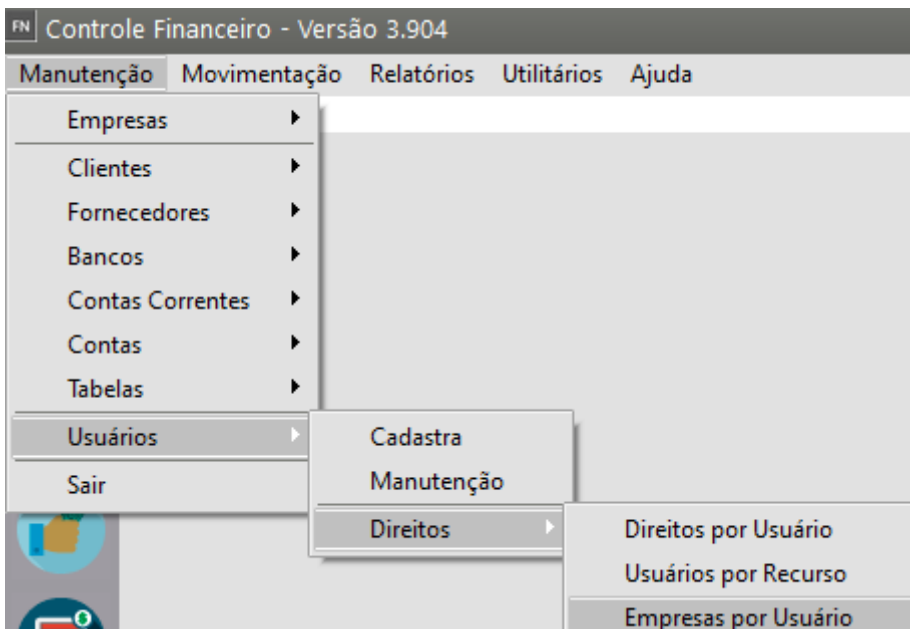 FN Controle Financeiro - Versão 3.904
Manutenção Movimentação Relatórios Utilitários Ajuda
Empresas
Clientes
Fornecedores
Bancos
Contas Correntes
Contas
Tabelas
Usuários
Sair
Cadastra
Manutenção
Direitos
Direitos por Usuário
Usuários por Recurso
Empresas por Usuário